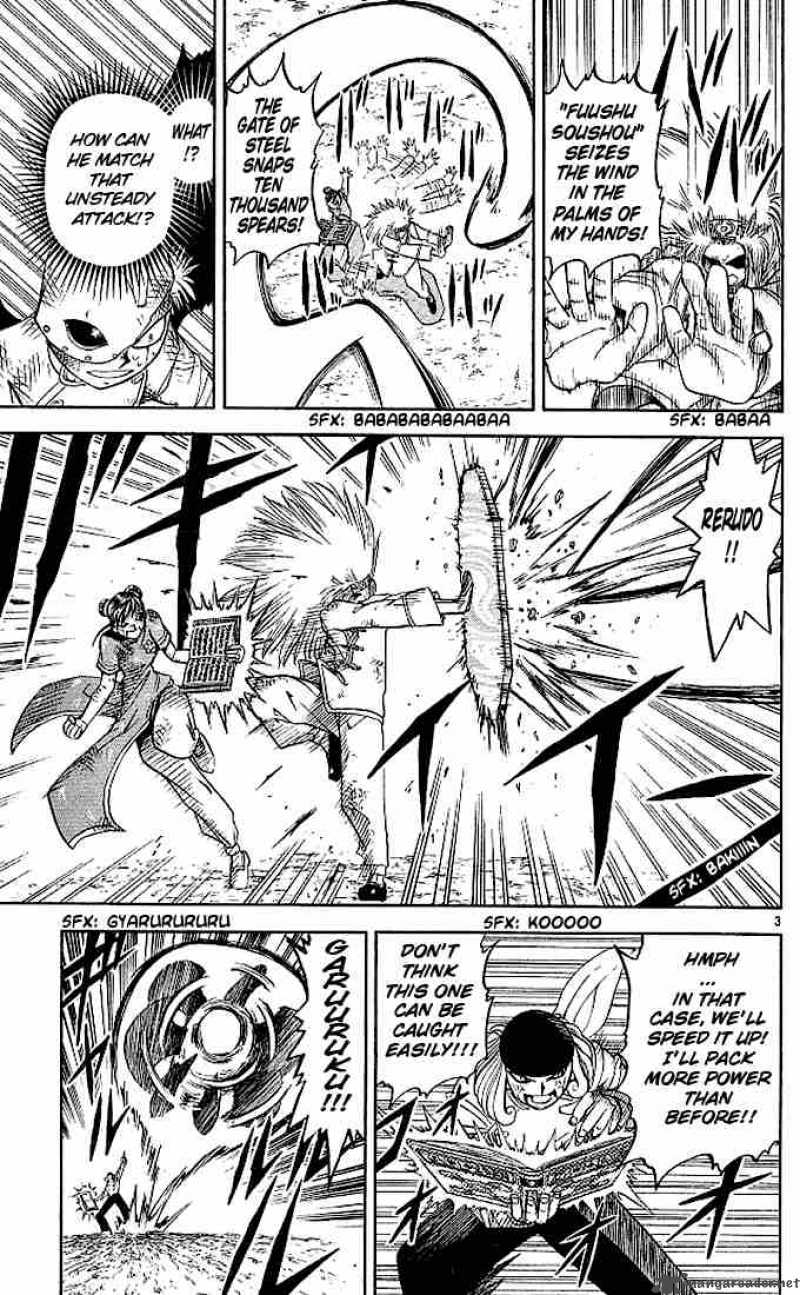 "FUUSHU
SOUSHOU"
SEIZES
THE WIND
IN THE
PALMS OF
MY HANDS!
SFX: BABAA
THE
GATE OF
STEEL
SNAPS
TEN
THOUSAND
SPEARS!
SFX: BABABABABAABAA
WHAT
!?
HOW CAN
HE MATCH
THAT
UNSTEADY
ATTACK!?
RERUDO
!!
SFX: BAKIIIIN
3
HMPH
...
IN THAT
CASE, WE'LL
SPEED IT UP!
I'LL PACK
MORE POWER
THAN
BEFORE!!
SFX: KOOOOO
DON'T
THINK
THIS ONE
CAN BE
CAUGHT
EASILY!!!
SFX: GYARURURURU
GARUURUKU!!!
mangareader.net